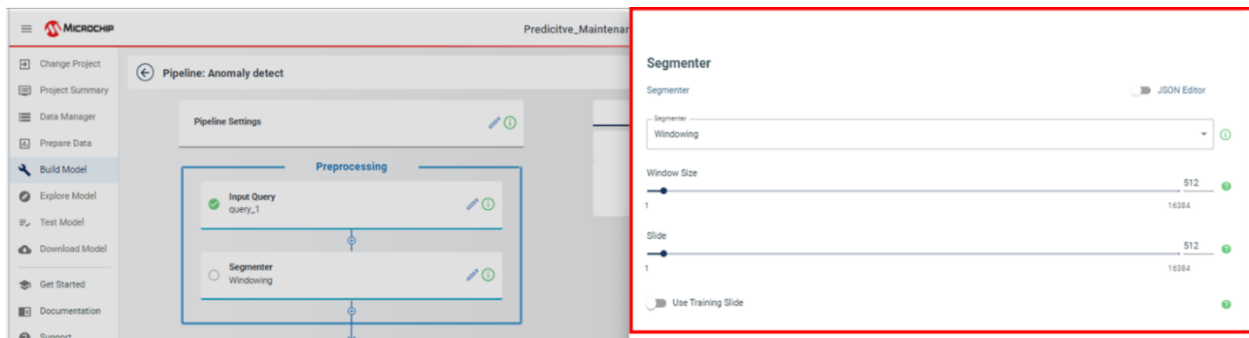 MICROCHIP
Predicitve_Maintenan
Change Project
Project Summary
Data Manager
Prepare Data
Build Model
Explore Model
Test Model
Download Model
Get Started
Documentation
Support
Pipeline: Anomaly detect
Pipeline Settings
Preprocessing
Input Query
query_1
Segmenter
Windowing
Segmenter
Segmenter
JSON Editor
Segmenter
Windowing
Window Size
512
1
16384
Slide
512
1
16384
Use Training Slide